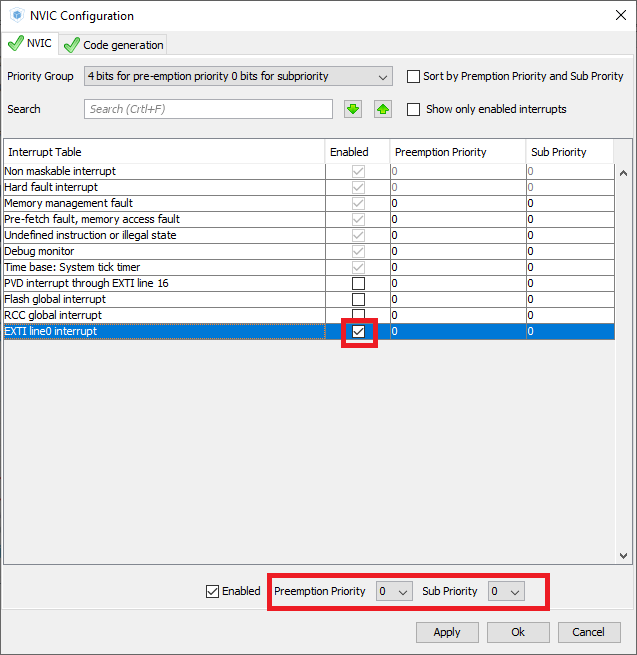 NVIC Configuration
NVIC Code generation
Priority Group 4 bits for pre-emption priority 0 bits for subpriority Sort by Premption Priority and Sub Prority
Search Search (Crtl+F) Show only enabled interrupts
Interrupt Table Enabled Preemption Priority Sub Priority
Non maskable interrupt 0 0
Hard fault interrupt 0 0
Memory management fault 0 0
Pre-fetch fault, memory access fault 0 0
Undefined instruction or illegal state 0 0
Debug monitor 0 0
Time base: System tick timer 0 0
PVD interrupt through EXTI line 16 0 0
Flash global interrupt 0 0
RCC global interrupt 0 0
EXTI line0 interrupt 0 0
Enabled Preemption Priority 0 Sub Priority 0
Apply Ok Cancel